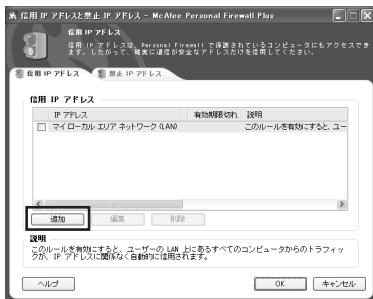 信用 IP アドレスと禁止 IP アドレス - McAfee Personal Firewall Plus
信用 IP アドレス
信用 IP アドレスは、Personal Firewall で保護されているコンピュータにもアクセスできます。したがって、確実に通信が安全なアドレスだけを信用してください。
信用 IP アドレス
禁止 IP アドレス
信用 IP アドレス
IP アドレス 有効期限切れ 説明
マイ ローカル エリア ネットワーク (LAN) このルールを有効にすると、ユー
追加 編集 削除
説明
このルールを有効にすると、ユーザーの LAN 上にあるすべてのコンピュータからのトラフィックが、IP アドレスに関係なく自動的に信用されます。
ヘルプ OK キャンセル